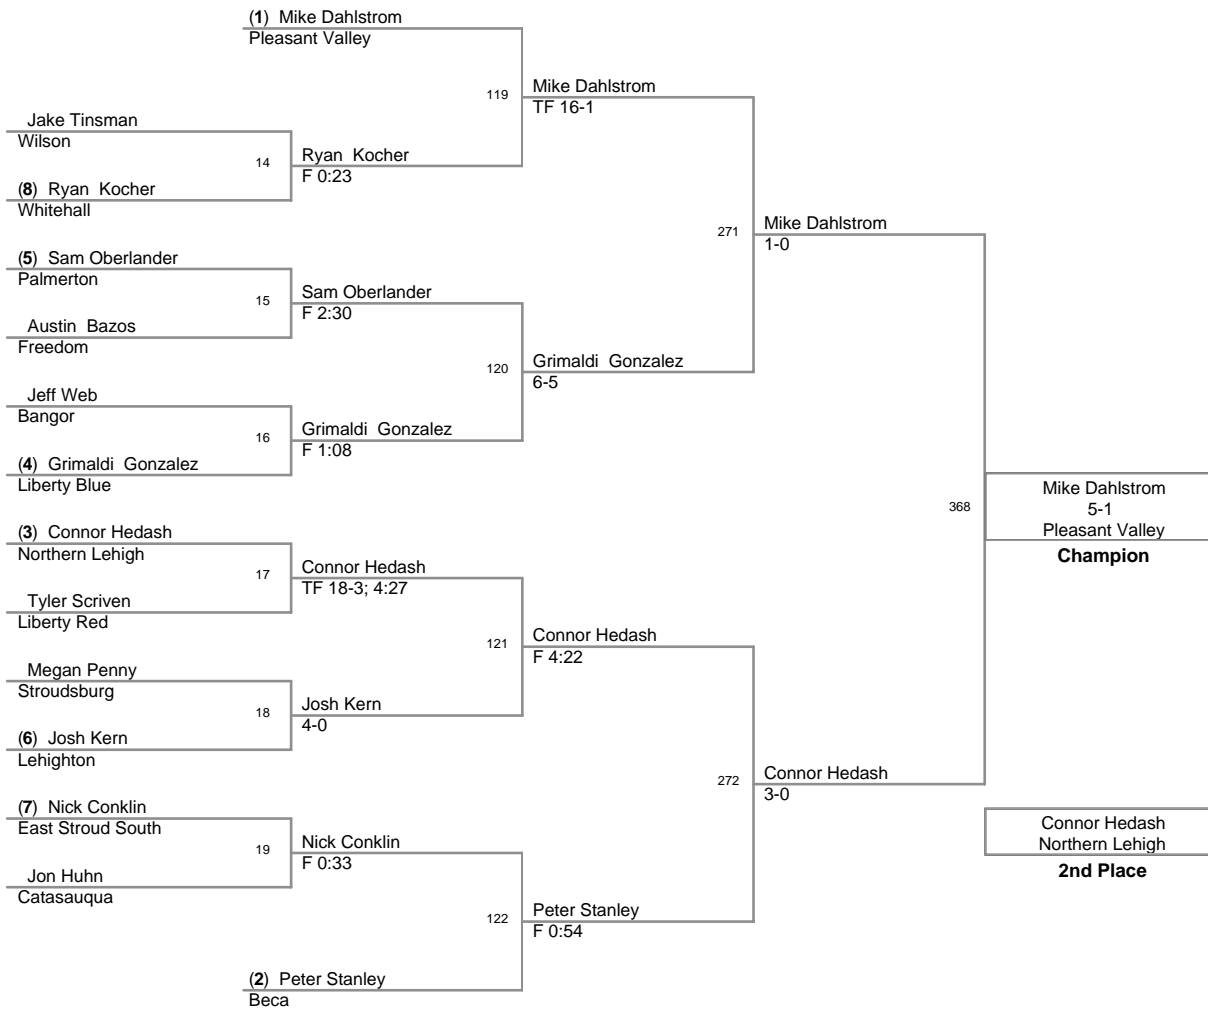 (1) Mike Dahlstrom
Pleasant Valley
119
Mike Dahlstrom
TF 16-1
Jake Tinsman
Wilson
14
Ryan Kocher
F 0:23
(8) Ryan Kocher
Whitehall
271
Mike Dahlstrom
1-0
(5) Sam Oberlander
Palmerton
15
Sam Oberlander
F 2:30
Austin Bazos
Freedom
120
Grimaldi Gonzalez
6-5
Jeff Web
Bangor
16
Grimaldi Gonzalez
F 1:08
(4) Grimaldi Gonzalez
Liberty Blue
368
Mike Dahlstrom
5-1
Pleasant Valley
Champion
(3) Connor Hedash
Northern Lehigh
17
Connor Hedash
TF 18-3; 4:27
Tyler Scriven
Liberty Red
121
Connor Hedash
F 4:22
Megan Penny
Stroudsburg
18
Josh Kern
4-0
(6) Josh Kern
Lehighton
272
Connor Hedash
3-0
(7) Nick Conklin
East Stroud South
19
Nick Conklin
F 0:33
Jon Huhn
Catasauqua
Connor Hedash
Northern Lehigh
2nd Place
122
Peter Stanley
F 0:54
(2) Peter Stanley
Beca